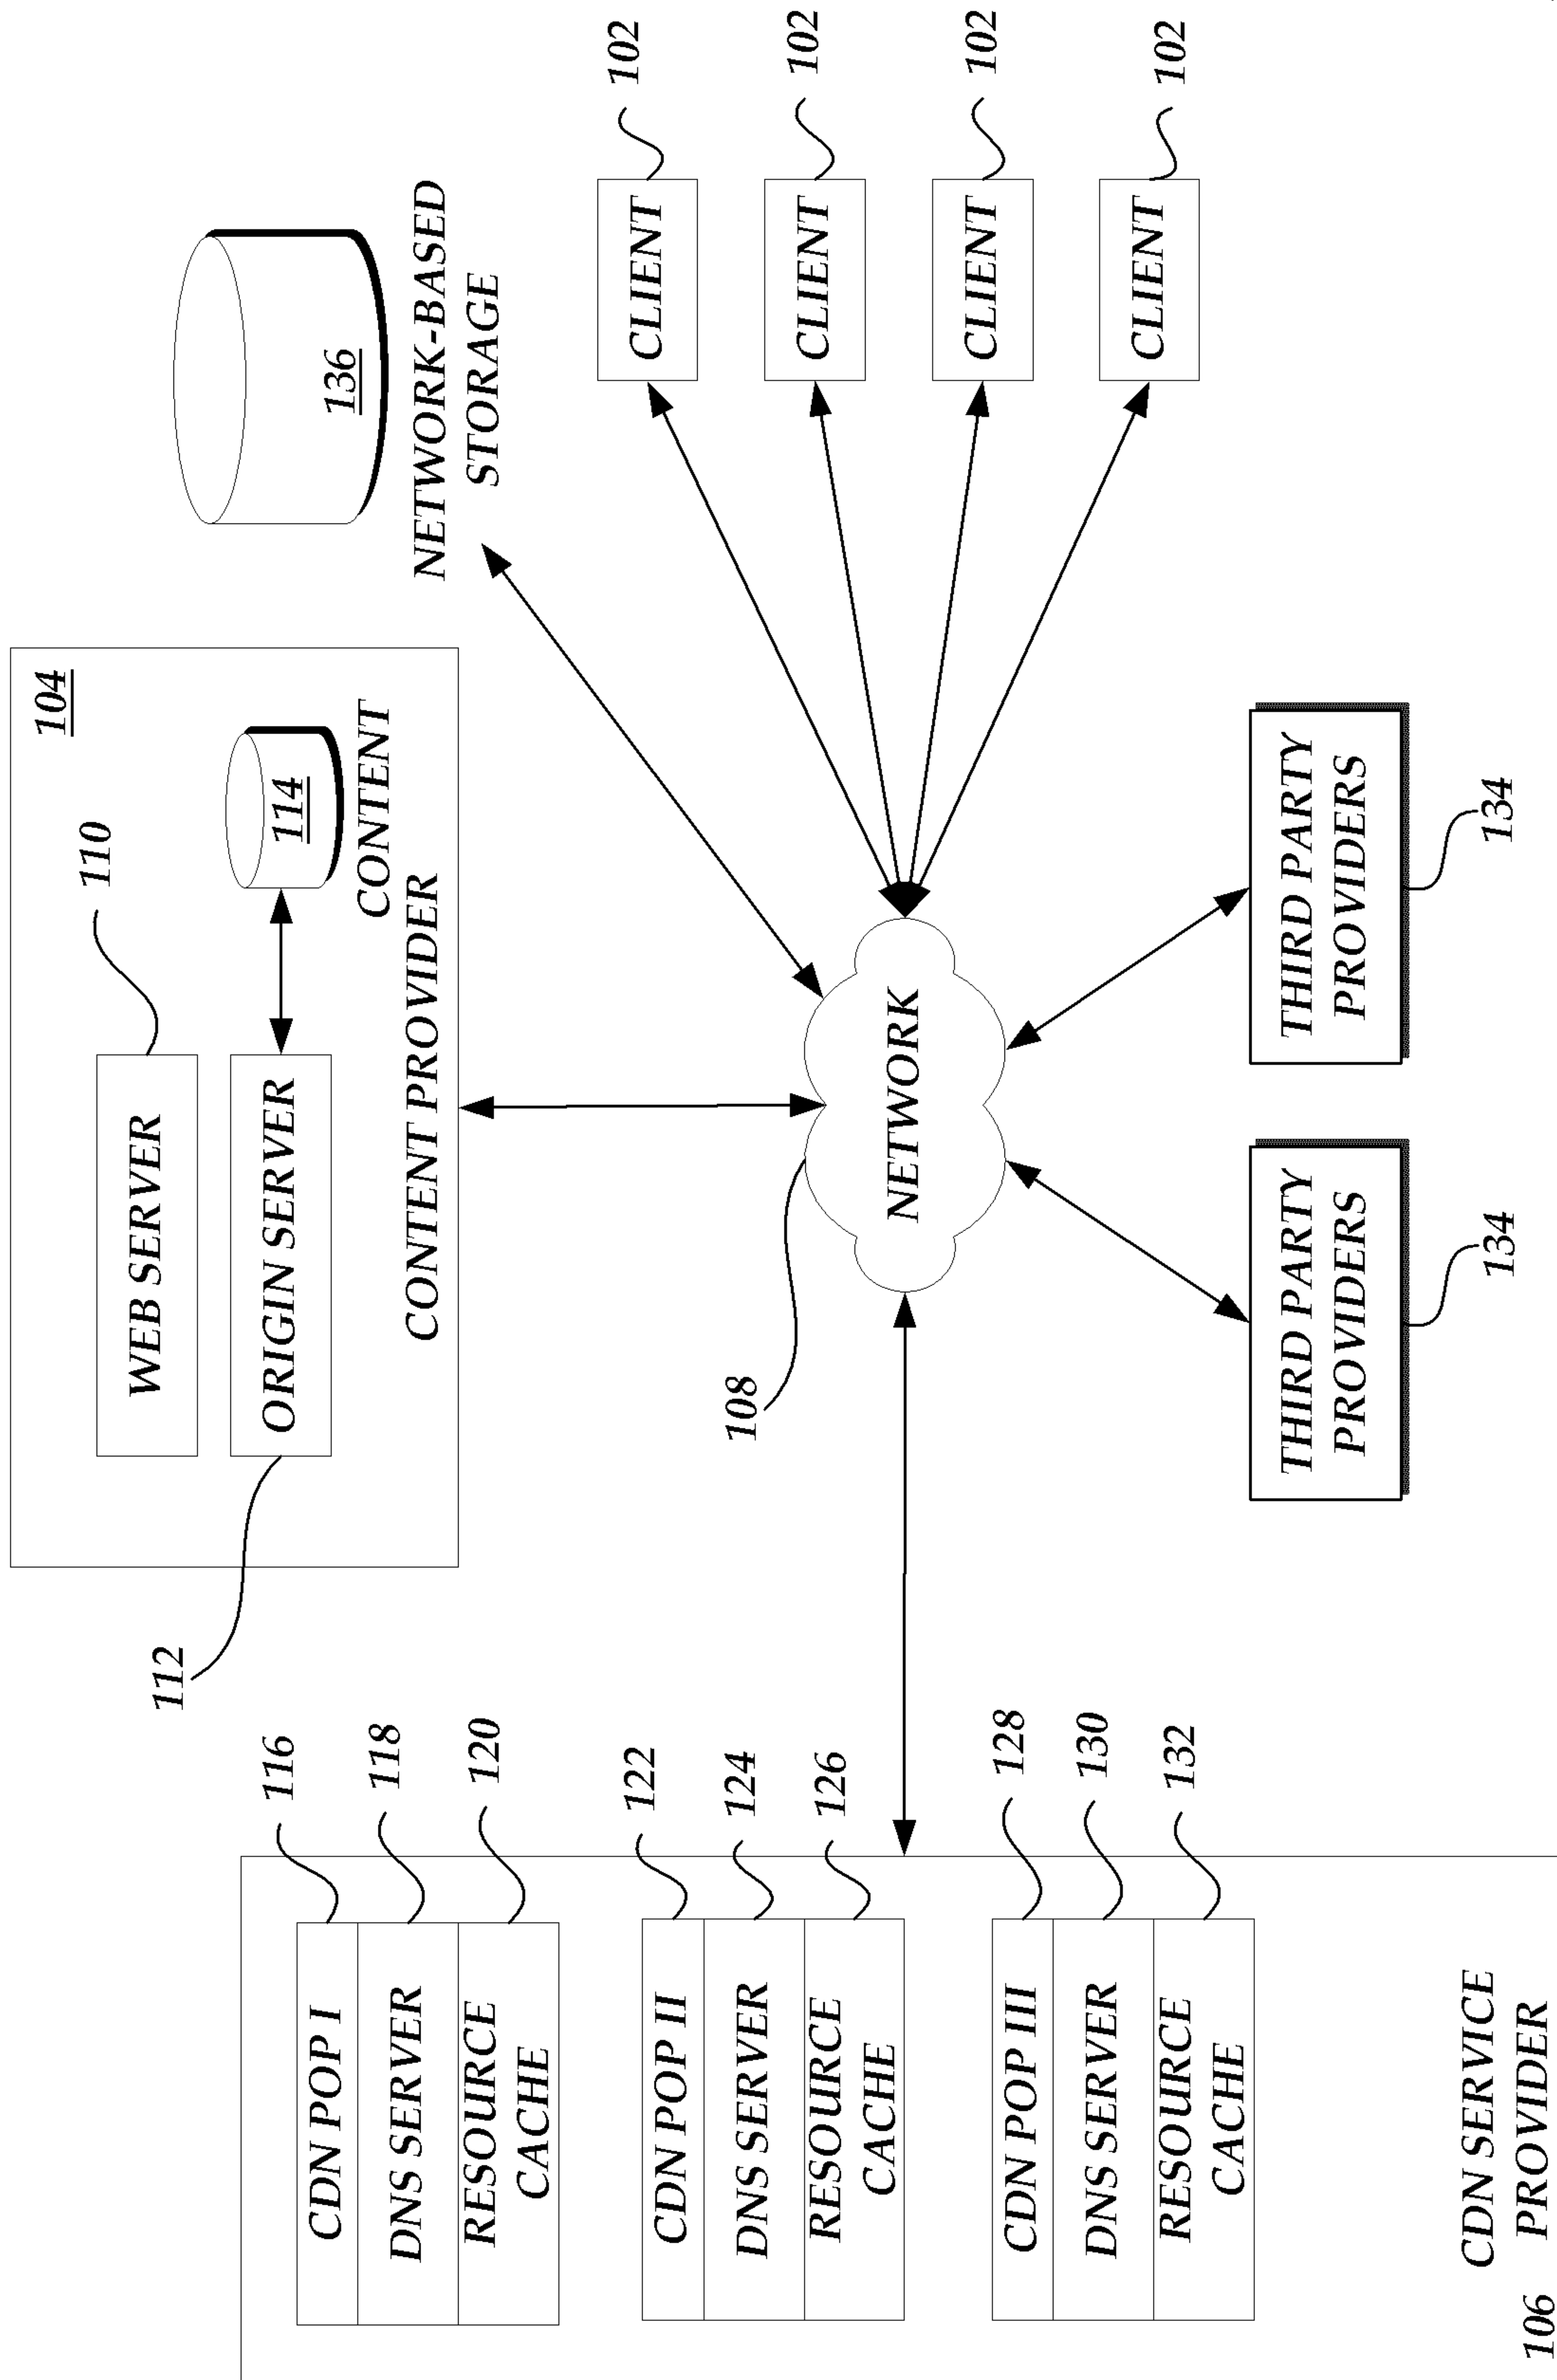 104
110
WEB SERVER
112
ORIGIN SERVER
114
CONTENT
CONTENT PROVIDER
136
NETWORK-BASED
STORAGE
116
CDN POP I
118
DNS SERVER
120
RESOURCE
CACHE
122
CDN POP II
124
DNS SERVER
126
RESOURCE
CACHE
128
CDN POP III
130
DNS SERVER
132
RESOURCE
CACHE
CDN SERVICE
PROVIDER
106
108
NETWORK
CLIENT
102
CLIENT
102
CLIENT
102
CLIENT
102
THIRD PARTY
PROVIDERS
134
THIRD PARTY
PROVIDERS
134